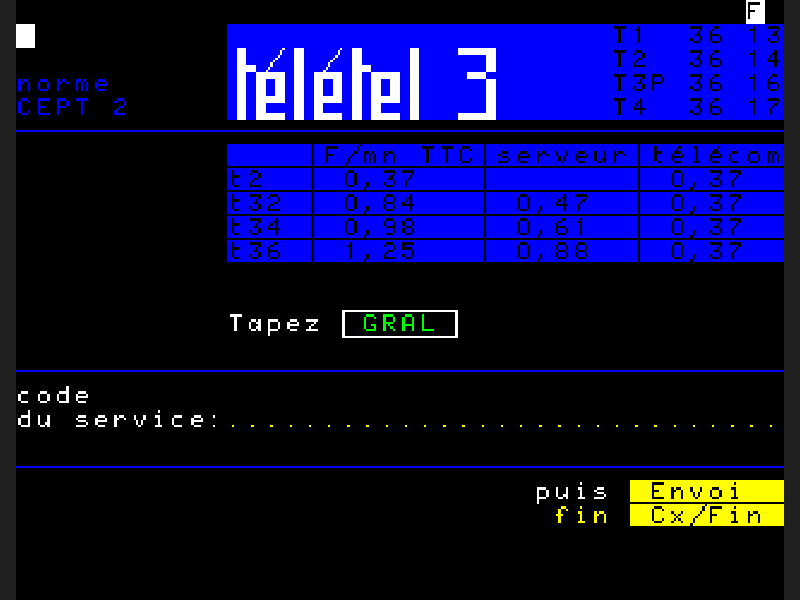 F
T1 36 13
T2 36 14
norme télétel 3 T3P 36 16
CEPT 2 T4 36 17
F/mn TTC serveur télécom
t2 0,37 0,37
t32 0,84 0,47 0,37
t34 0,98 0,61 0,37
t36 1,25 0,88 0,37
Tapez GRAL
code
du service:.............................
puis Envoi
fin Cx/Fin